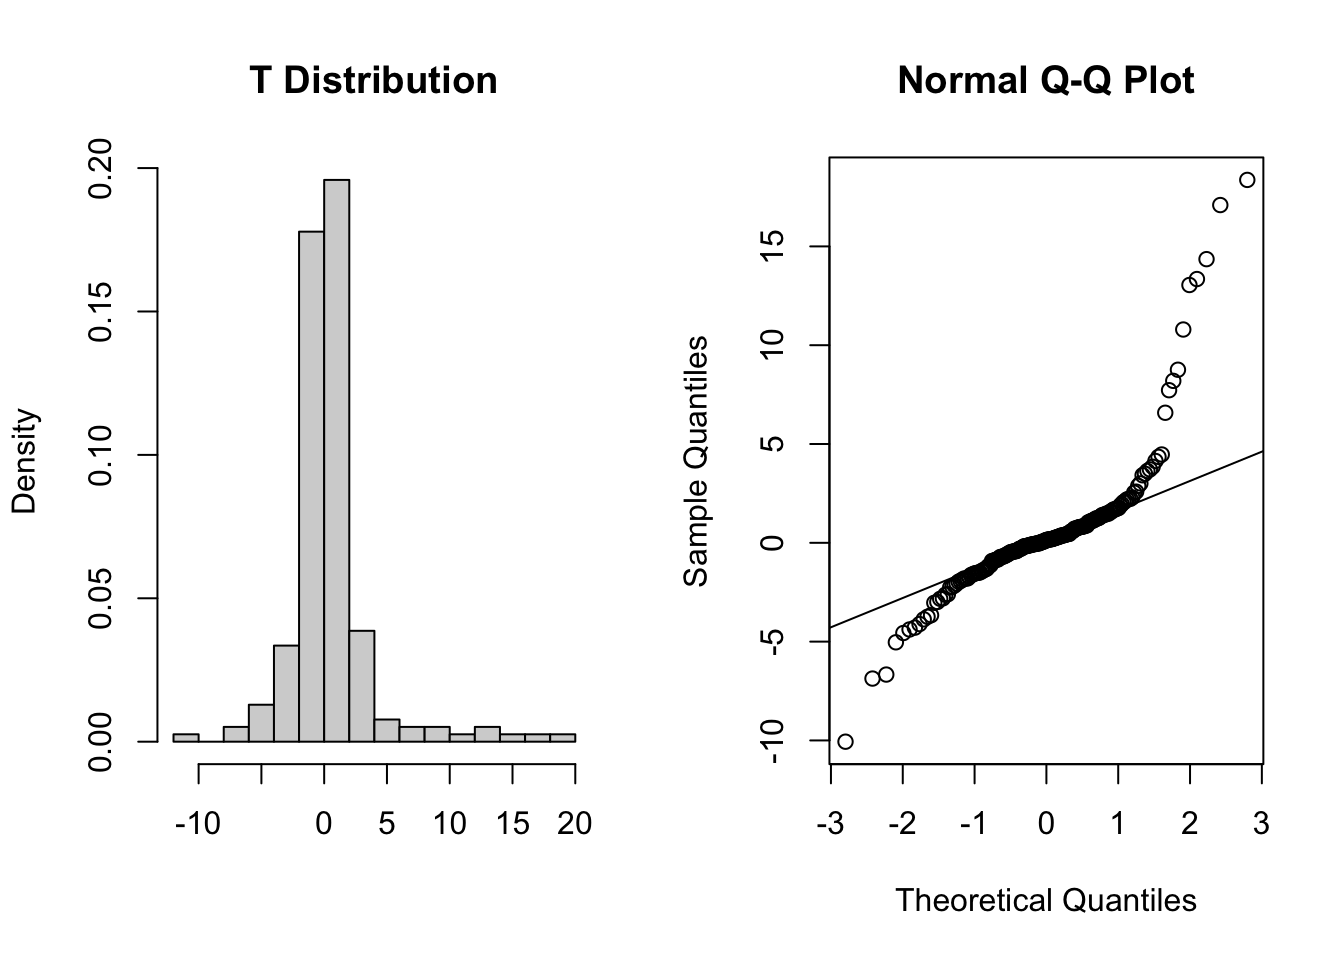 T Distribution
Density
0.00 0.05 0.10 0.15 0.20
-10 0 5 10 15 20
Normal Q-Q Plot
Sample Quantiles
-10 -5 0 5 10 15
-3 -2 -1 0 1 2 3
Theoretical Quantiles